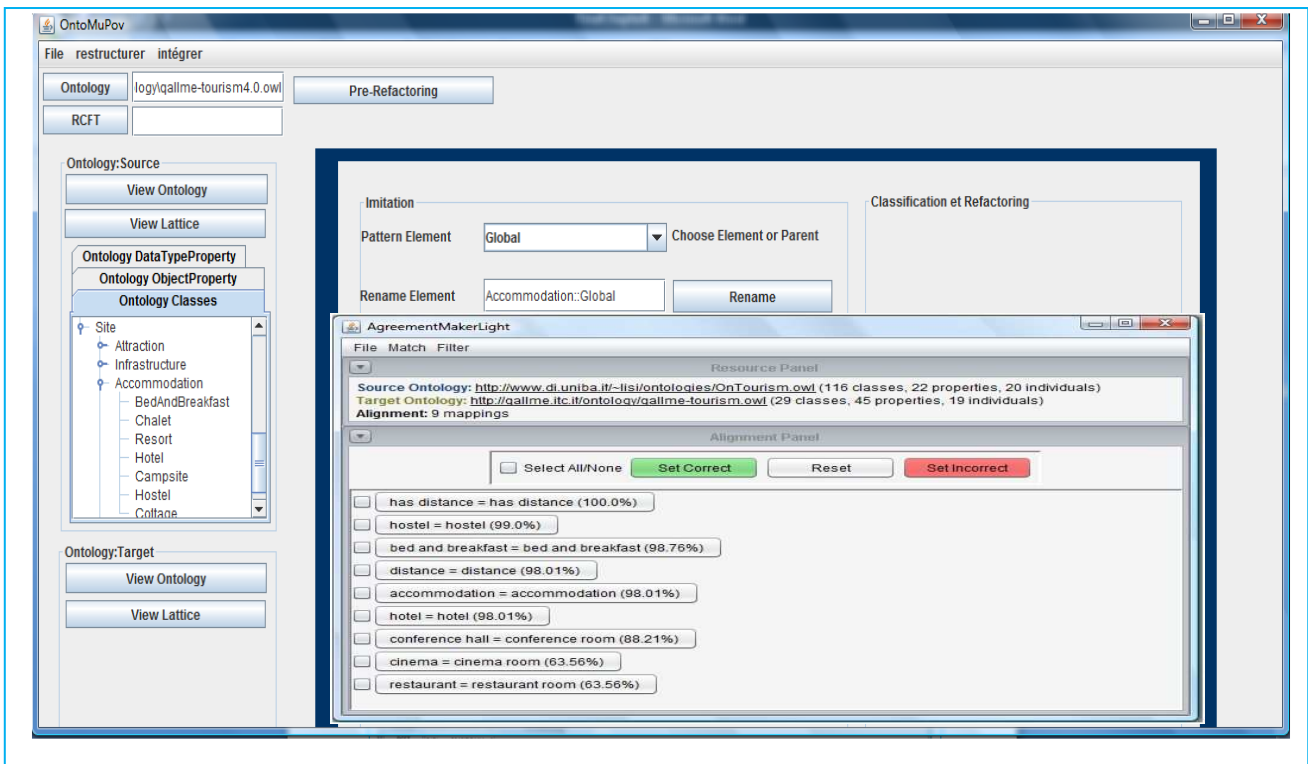 OntoMuPov
File restructurer intégrer
Ontology logy\qallme-tourism4.0.owl Pre-Refactoring
RCFT
Ontology:Source
View Ontology
View Lattice
Ontology DataTypeProperty
Ontology ObjectProperty
Ontology Classes
Site
Attraction
Infrastructure
Accommodation
BedAndBreakfast
Chalet
Resort
Hotel
Campsite
Hostel
Cottage
Ontology:Target
View Ontology
View Lattice
Imitation
Pattern Element Global Choose Element or Parent
Rename Element Accommodation::Global Rename
Classification et Refactoring
AgreementMakerLight
File Match Filter
Resource Panel
Source Ontology: http://www.di.uniba.it/~lisi/ontologies/OnTourism.owl (116 classes, 22 properties, 20 individuals)
Target Ontology: http://qallme.itc.it/ontology/qallme-tourism.owl (29 classes, 45 properties, 19 individuals)
Alignment: 9 mappings
Alignment Panel
Select All/None Set Correct Reset Set Incorrect
has distance = has distance (100.0%)
hostel = hostel (99.0%)
bed and breakfast = bed and breakfast (98.76%)
distance = distance (98.01%)
accommodation = accommodation (98.01%)
hotel = hotel (98.01%)
conference hall = conference room (88.21%)
cinema = cinema room (63.56%)
restaurant = restaurant room (63.56%)